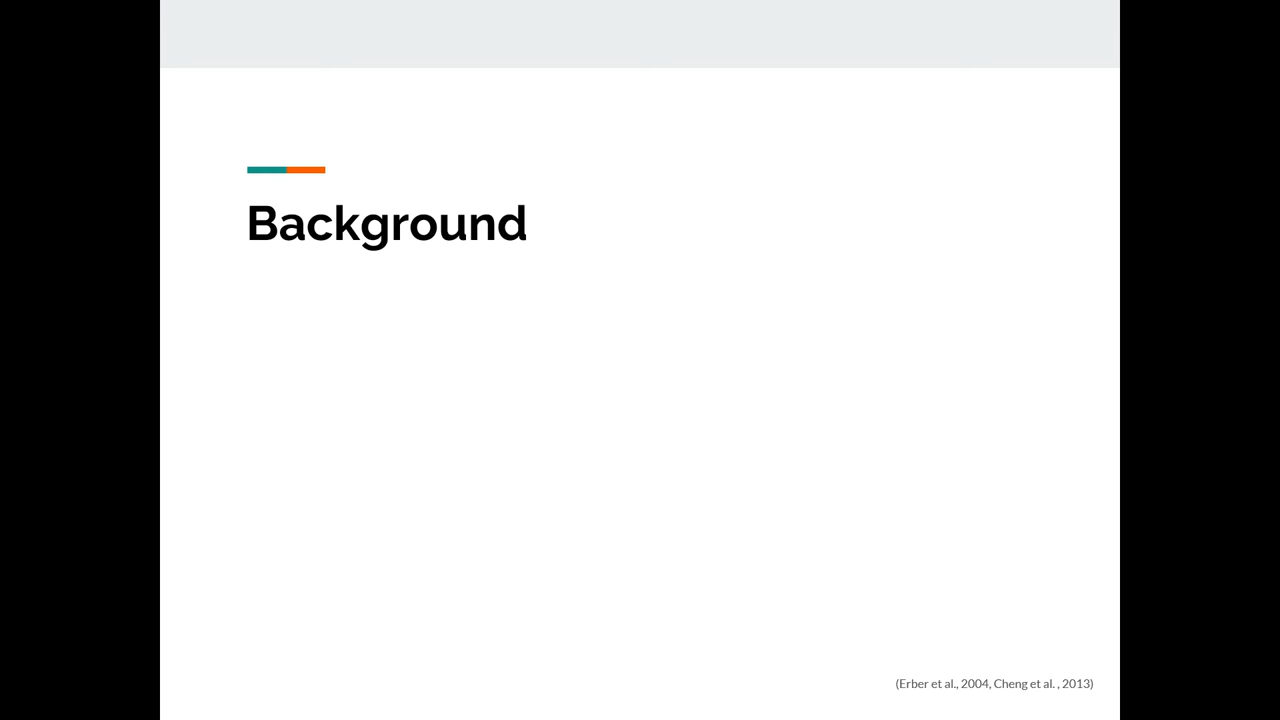 Background
(Erber et al., 2004, Cheng et al. , 2013)